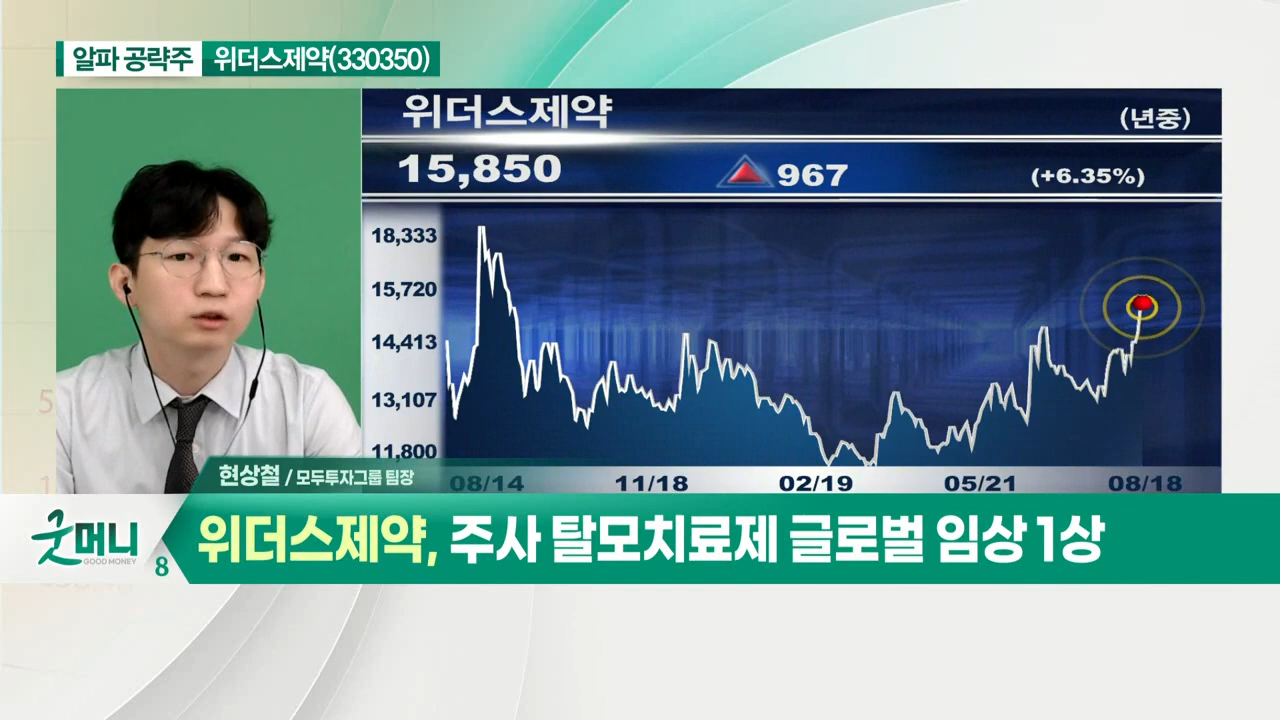 알파 공략주 위더스제약(330350)
위더스제약 (년중)
15,850 967 (+6.35%)
18,333
15,720
14,413
13,107
11,800
08/14 11/18 02/19 05/21 08/18
현상철 / 모두투자그룹 팀장
굿머니
GOOD MONEY
8
위더스제약, 주사 탈모치료제 글로벌 임상 1상
5
1